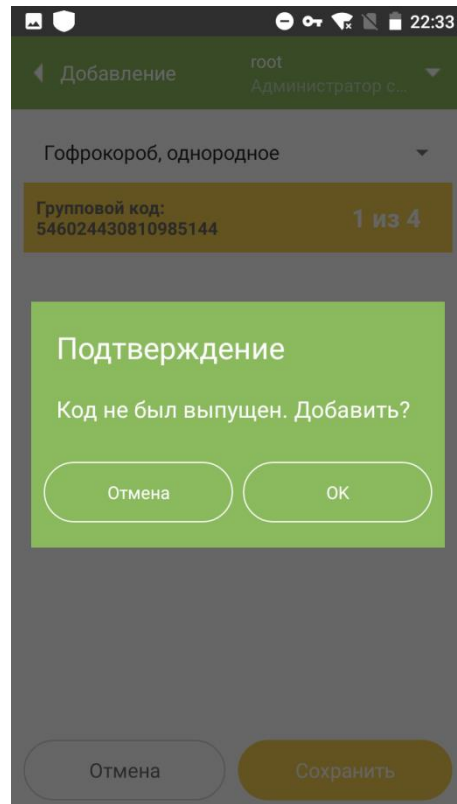 22:33
Добавление
root
Администратор с...
Гофрокороб, однородное
Групповой код:
546024430810985144
1 из 4
Подтверждение
Код не был выпущен. Добавить?
Отмена
ОК
Отмена
Сохранить